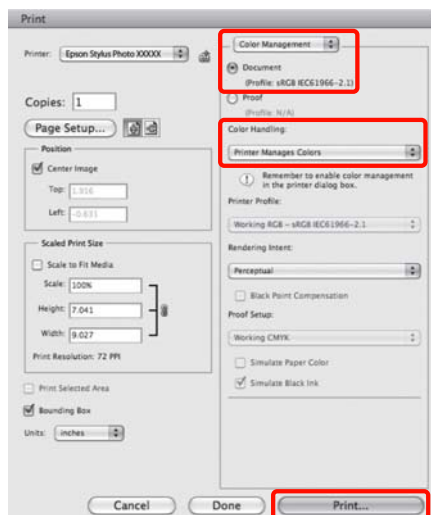 Print
Printer: Epson Stylus Photo XXXXX
Copies: 1
Page Setup...
Position
Center Image
Top: 1.956
Left: -0.835
Scaled Print Size
Scale to Fit Media
Scale: 100%
Height: 7.041
Width: 9.027
Print Resolution: 72 PPI
Print Selected Area
Bounding Box
Units: inches
Color Management
Document
(Profile: sRGB IEC61966-2.1)
Proof
(Profile: N/A)
Color Handling:
Printer Manages Colors
Remember to enable color management
in the printer dialog box.
Printer Profile:
Working RGB - sRGB IEC61966-2.1
Rendering Intent:
Perceptual
Black Point Compensation
Proof Setup:
Working CMYK
Simulate Paper Color
Simulate Black Ink
Cancel
Done
Print...